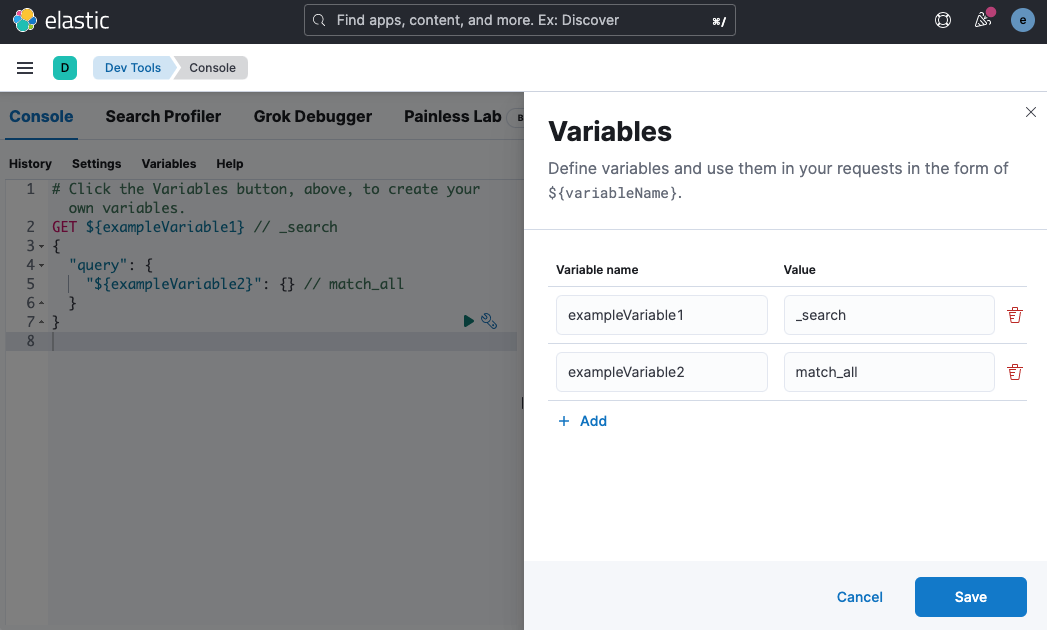 elastic
Find apps, content, and more. Ex: Discover ⌘/
e
D Dev Tools Console
Console Search Profiler Grok Debugger Painless Lab B
History Settings Variables Help
1 # Click the Variables button, above, to create your
own variables.
2 GET ${exampleVariable1} // _search
3 {
4 "query": {
5 "${exampleVariable2}": {} // match_all
6 }
7 }
8
Variables
Define variables and use them in your requests in the form of
${variableName}.
Variable name Value
exampleVariable1 _search
exampleVariable2 match_all
+ Add
Cancel Save